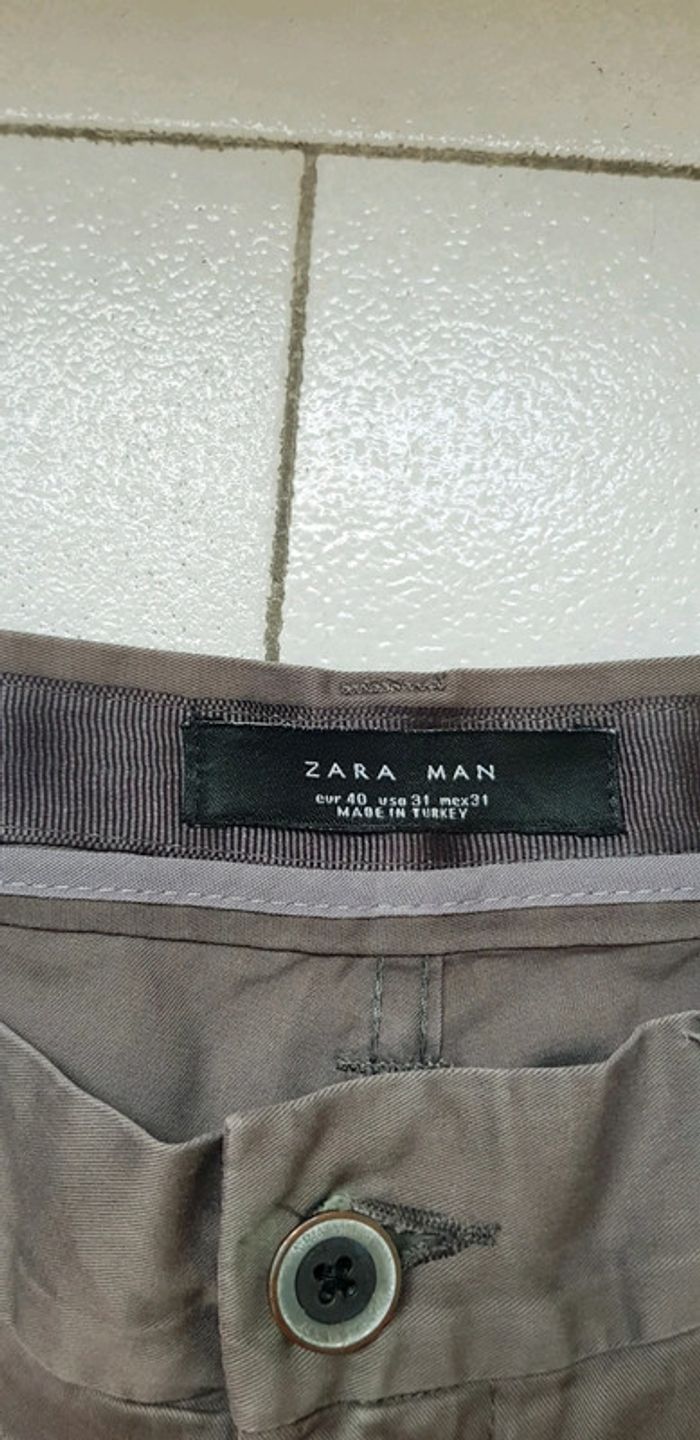 ZARA MAN
eur 40 usa 31 mex31
MADE IN TURKEY